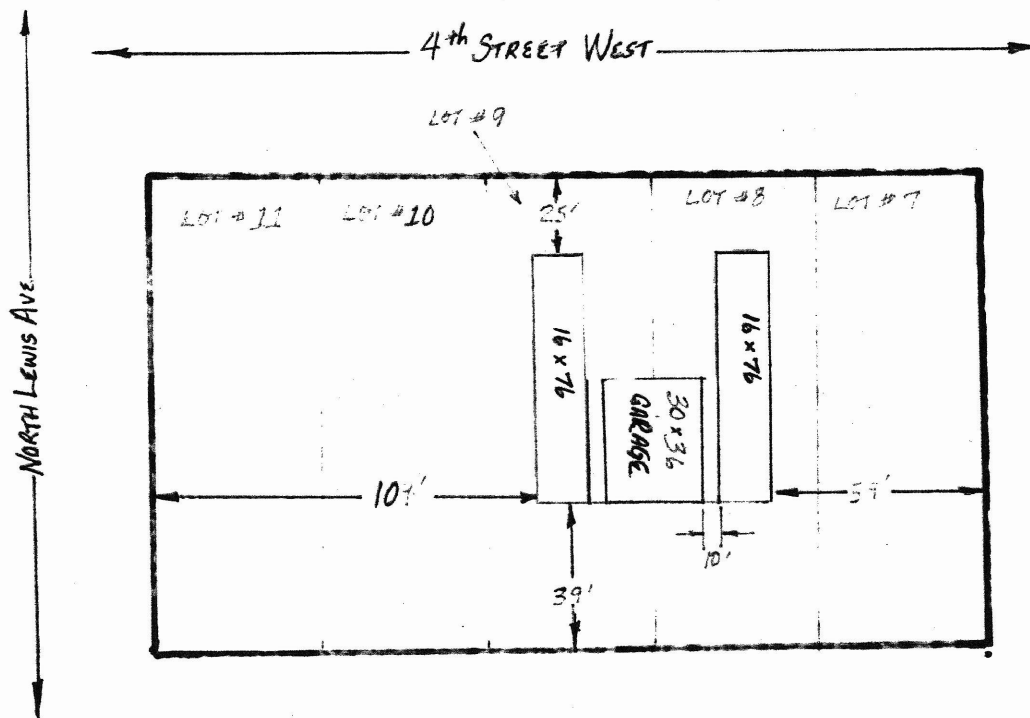 4th STREET WEST
NORTH LEWIS AVE.
LOT #9
LOT #11
LOT #10
25'
LOT #8
LOT #7
16 x 76
30 x 36
GARAGE
16 x 76
10'
39'